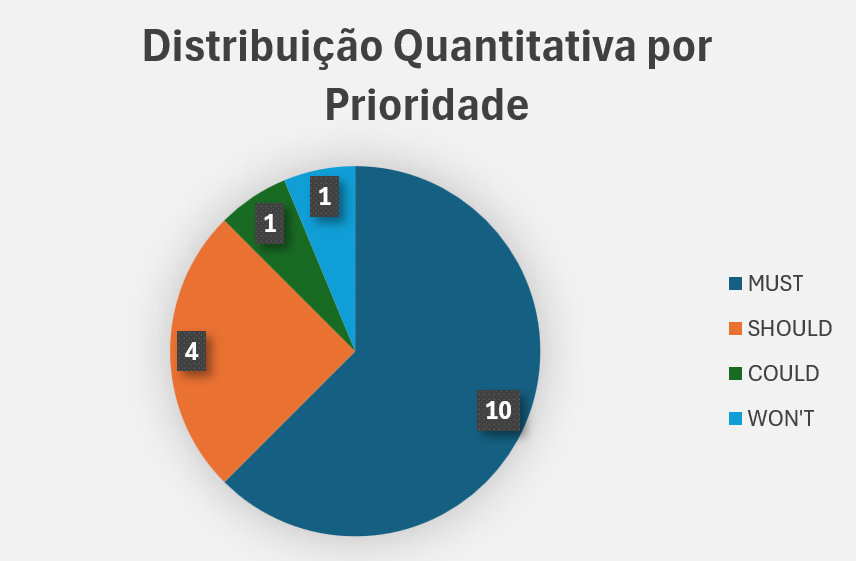 Distribuição Quantitativa por
Prioridade
1
1
4
10
MUST
SHOULD
COULD
WON'T